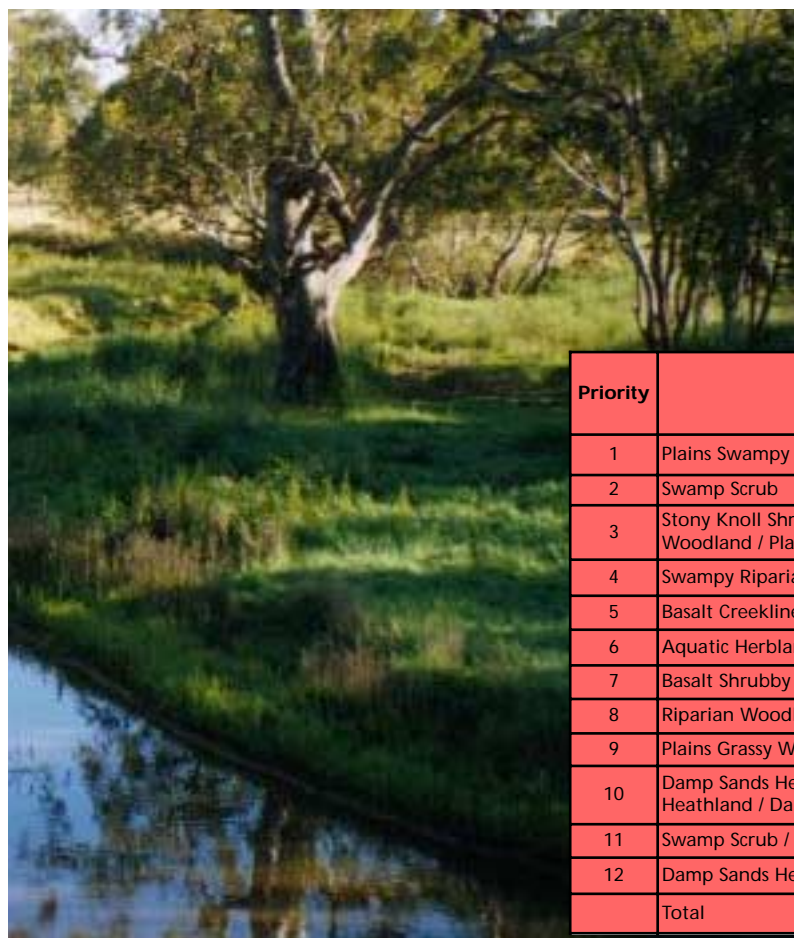 Priority
1 Plains Swampy
2 Swamp Scrub
3 Stony Knoll Shr
Woodland / Pla
4 Swampy Riparia
5 Basalt Creekline
6 Aquatic Herbla
7 Basalt Shrubby
8 Riparian Wood
9 Plains Grassy W
10 Damp Sands He
Heathland / Da
11 Swamp Scrub /
12 Damp Sands He
Total